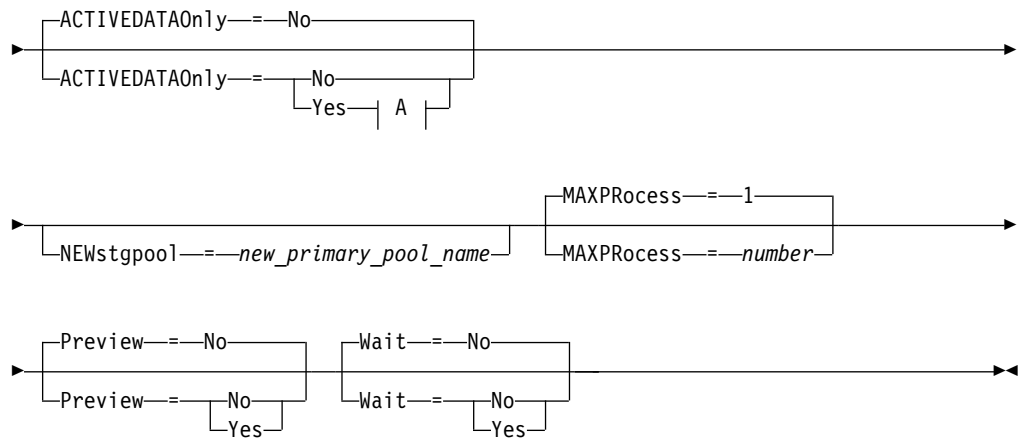 ACTIVEDATAOnly = No
ACTIVEDATAOnly = No
Yes A
MAXPRocess = 1
NEWstgpool = new_primary_pool_name MAXPRocess = number
Preview = No Wait = No
Preview = No Wait = No
Yes Yes